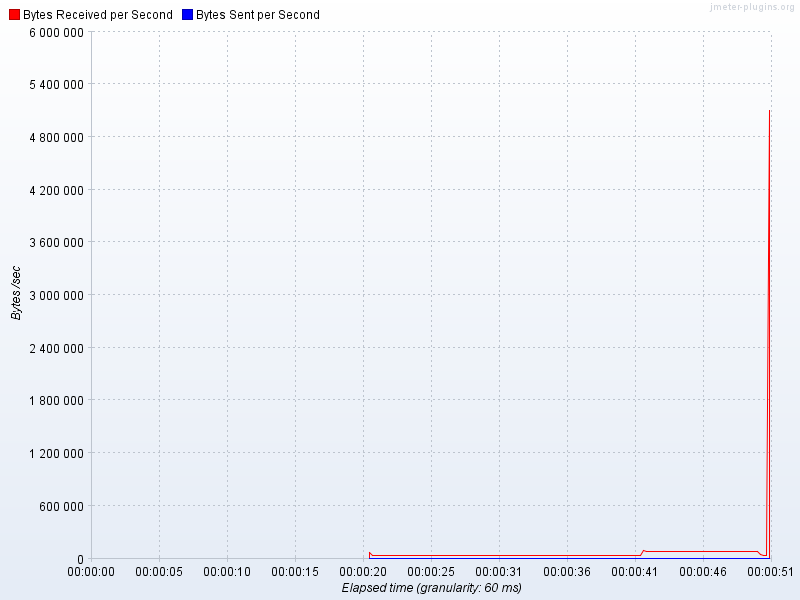 jmeter-plugins.org
Bytes Received per Second Bytes Sent per Second
6 000 000
5 400 000
4 800 000
4 200 000
3 600 000
3 000 000
2 400 000
1 800 000
1 200 000
600 000
0
Bytes /sec
00:00:00 00:00:05 00:00:10 00:00:15 00:00:20 00:00:25 00:00:31 00:00:36 00:00:41 00:00:46 00:00:51
Elapsed time (granularity: 60 ms)